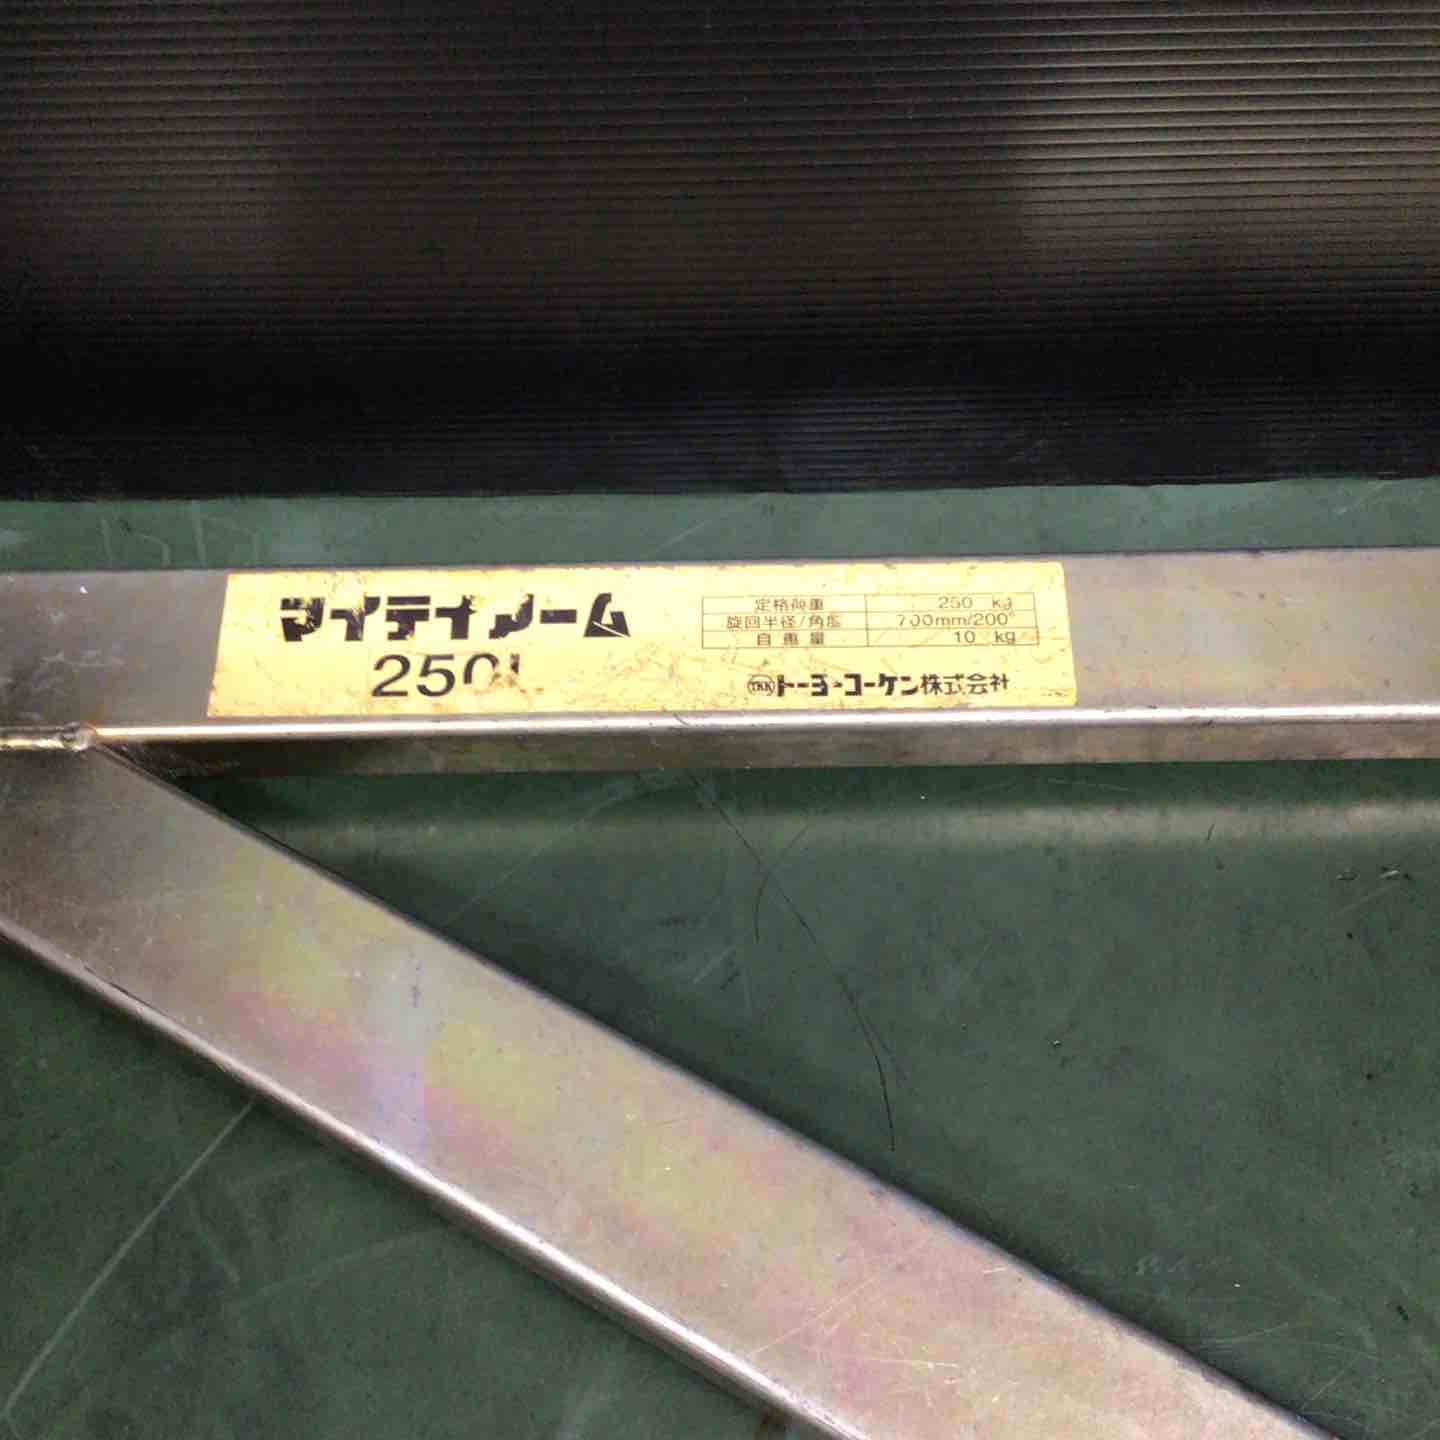 マイティアーム
250
定格荷重 250 kg
旋回半径/角度 700mm/200°
自重量 10 kg
TKK トーヨーコーケン株式会社